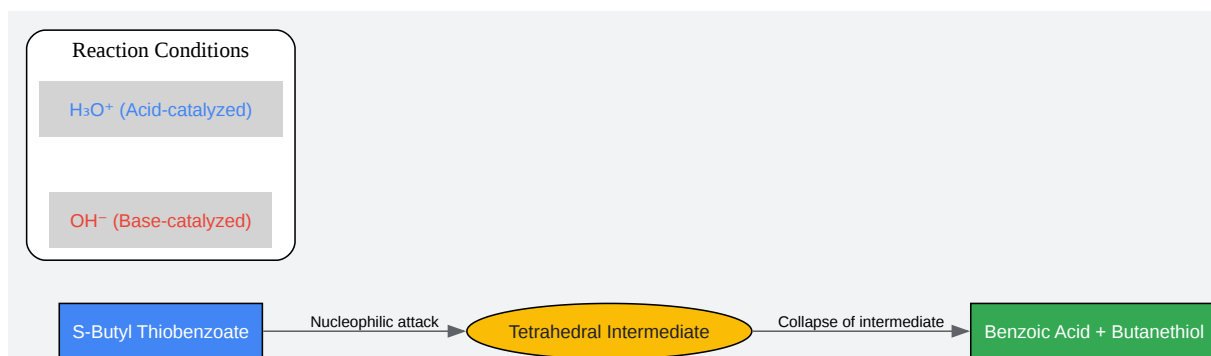 Reaction Conditions
H₃O⁺ (Acid-catalyzed)
OH⁻ (Base-catalyzed)
S-Butyl Thiobenzoate
Nucleophilic attack
Tetrahedral Intermediate
Collapse of intermediate
Benzoic Acid + Butanethiol